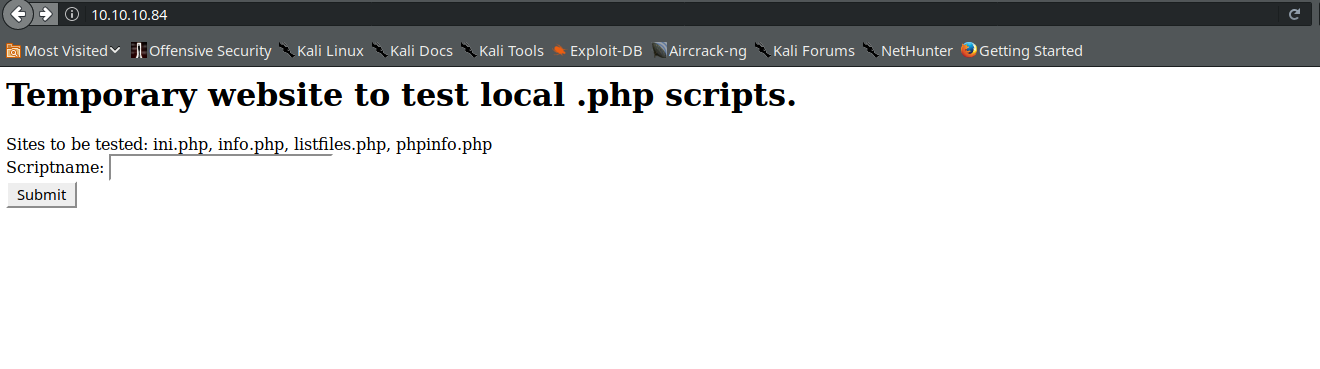 10.10.10.84
Most Visited Offensive Security Kali Linux Kali Docs Kali Tools Exploit-DB Aircrack-ng Kali Forums NetHunter Getting Started
Temporary website to test local .php scripts.
Sites to be tested: ini.php, info.php, listfiles.php, phpinfo.php
Scriptname:
Submit